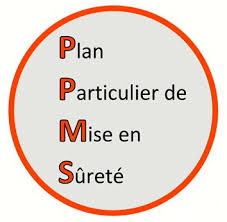 Plan
Particulier de
Mise en
Sûreté